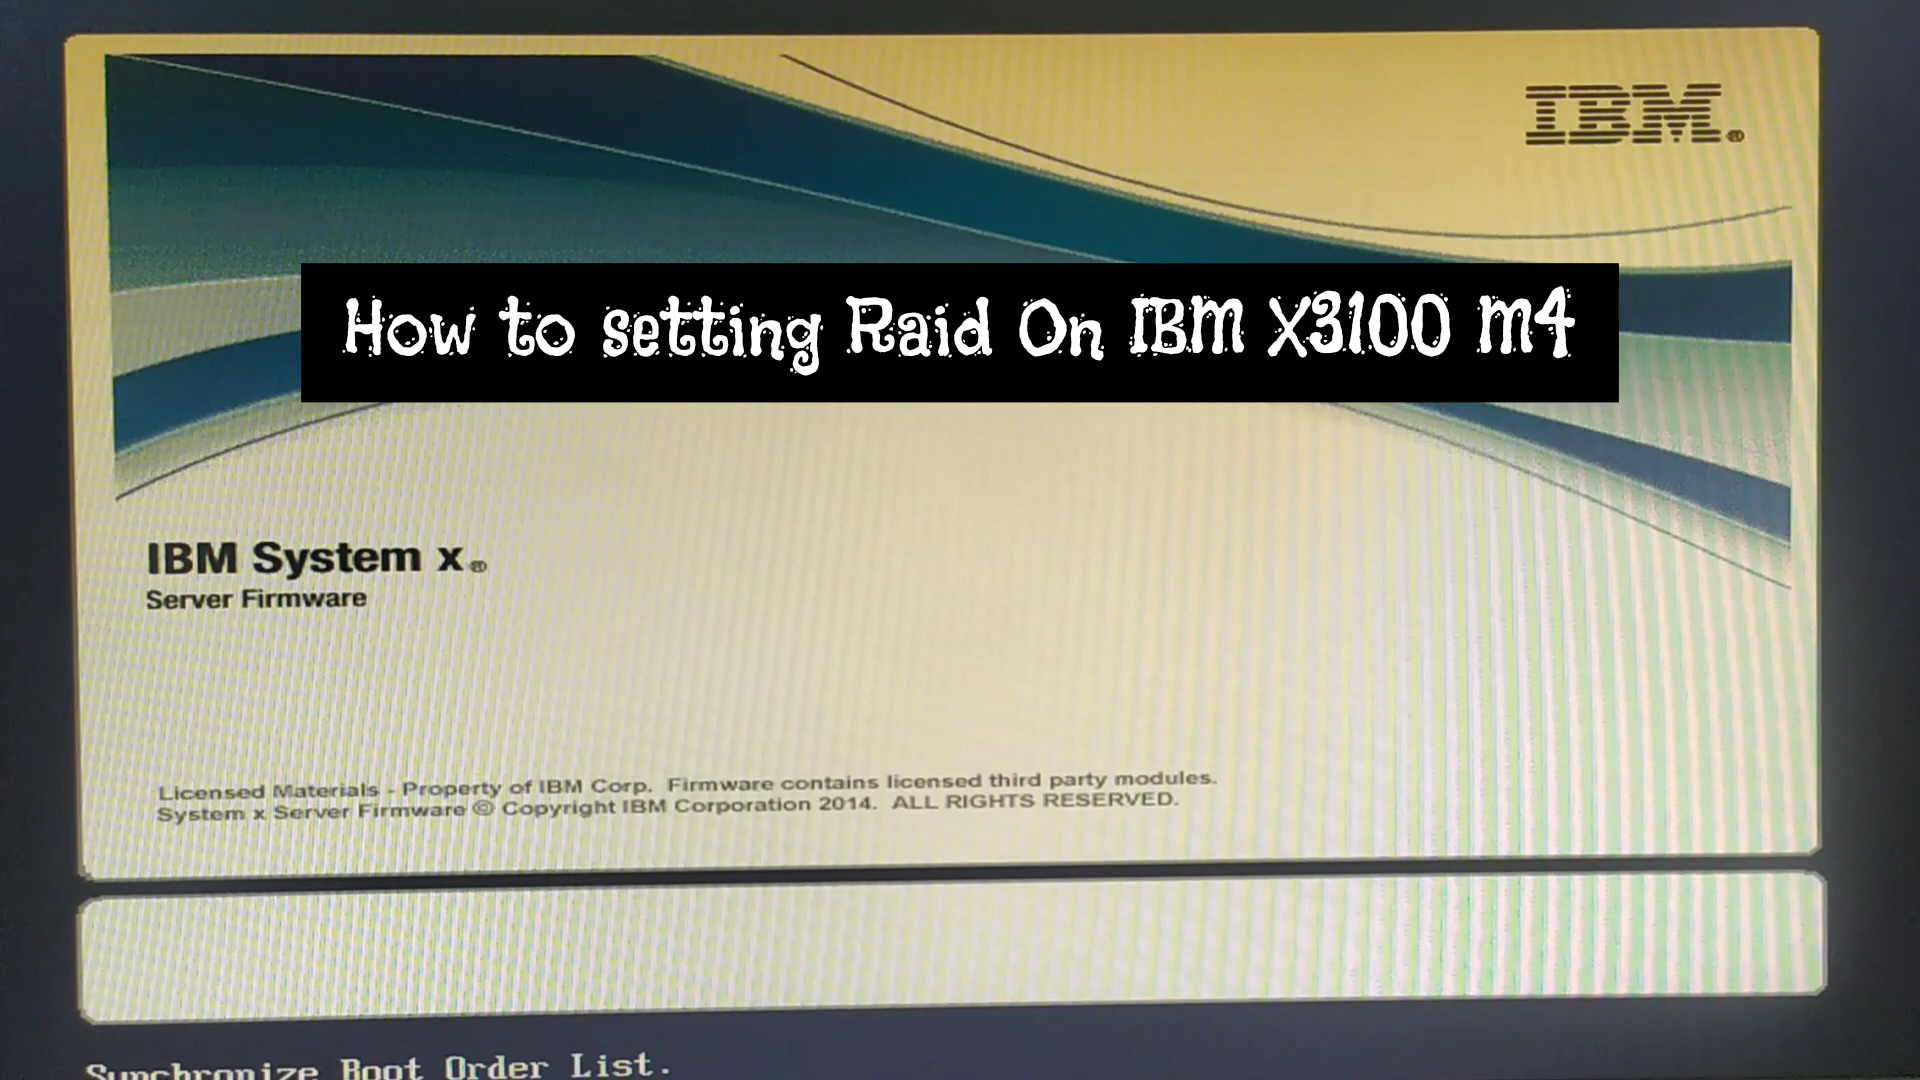 IBM®
How to setting Raid On IBM X3100 M4
IBM System x®
Server Firmware
Licensed Materials - Property of IBM Corp. Firmware contains licensed third party modules.
System x Server Firmware © Copyright IBM Corporation 2014. ALL RIGHTS RESERVED.
Synchronize Boot Order List.